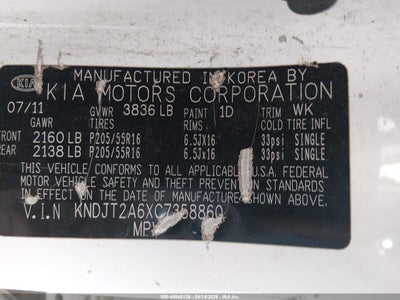 MANUFACTURED IN KOREA BY
KIA KIA MOTORS CORPORATION
07/11 GVWR 3836 LB PAINT 1D TRIM WK
GAWR TIRES RIMS COLD TIRE INFL
FRONT 2160 LB P205/55R16 6.5JX16 33psi SINGLE
REAR 2138 LB P205/55R16 6.5Jx16 33psi SINGLE
THIS VEHICLE CONFORMS TO ALL APPLICABLE U.S.A. FEDERAL
MOTOR VEHICLE SAFETY AND THEFT PREVENTION
STANDARDS IN EFFECT ON THE DATE OF MANUFACTURE
SHOWN ABOVE.
V.I.N KNDJT2A6XC7358860